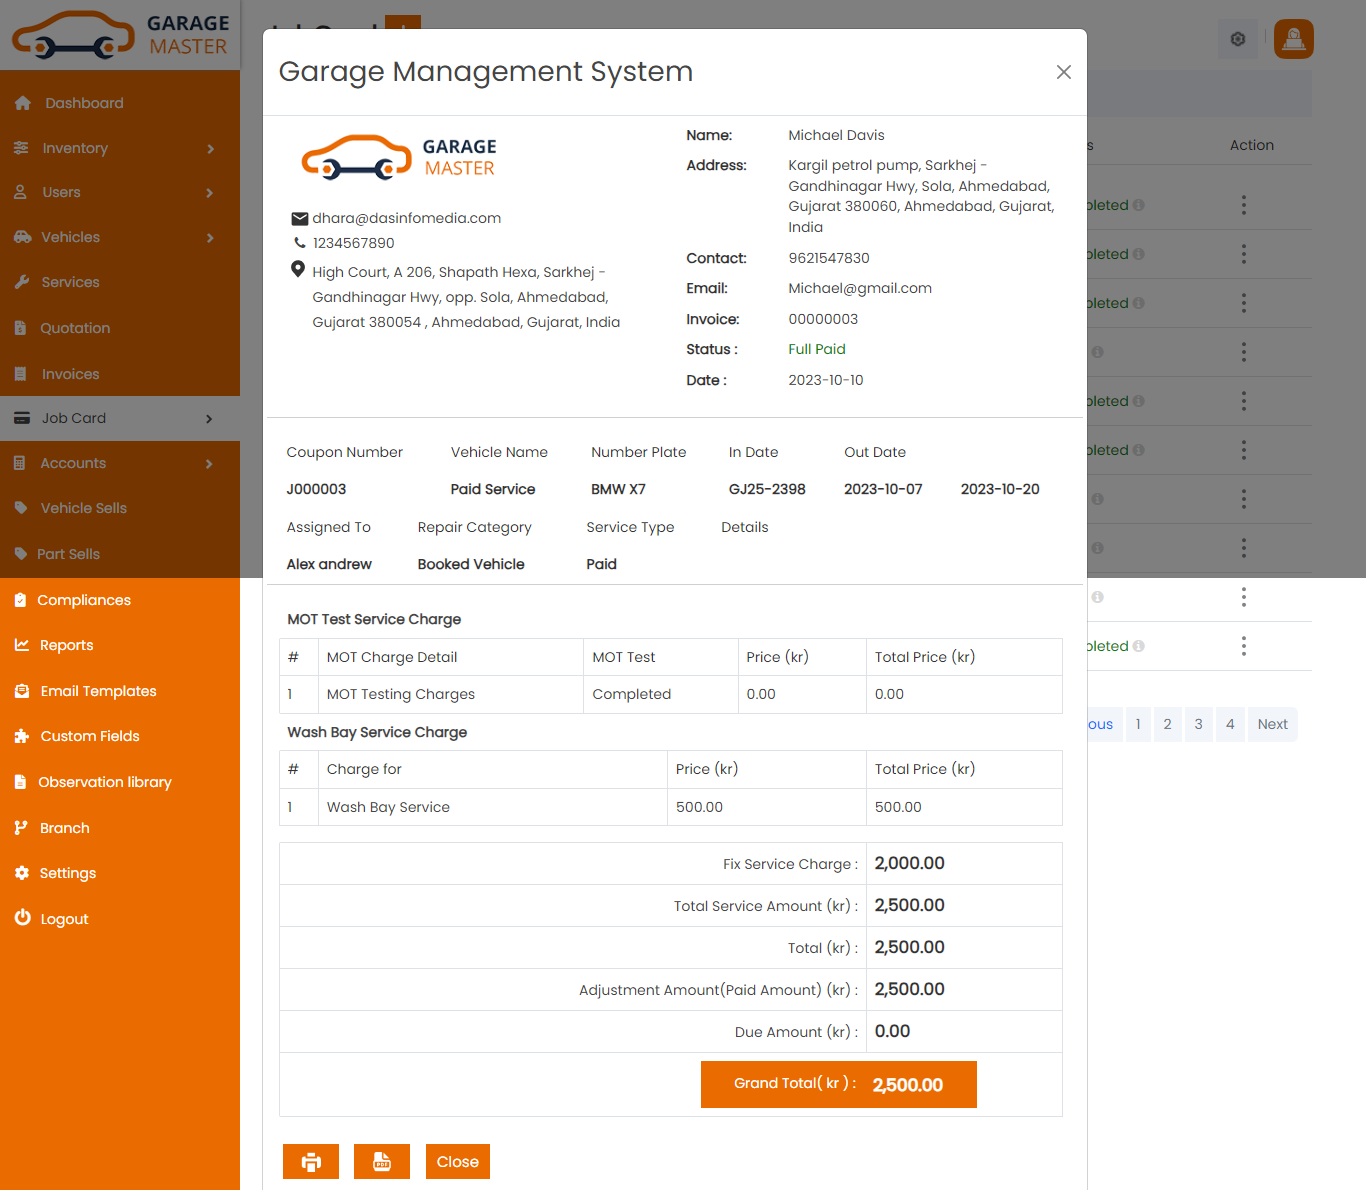 GARAGE
MASTER
Dashboard
Inventory
Users
Vehicles
Services
Quotation
Invoices
Job Card
Accounts
Vehicle Sells
Part Sells
Compliances
Reports
Email Templates
Custom Fields
Observation library
Branch
Settings
Logout
Garage Management System
GARAGE
MASTER
dhara@dasinfomedia.com
1234567890
High Court, A 206, Shapath Hexa, Sarkhej -
Gandhinagar Hwy, opp. Sola, Ahmedabad,
Gujarat 380054 , Ahmedabad, Gujarat, India
Name: Michael Davis
Address: Kargil petrol pump, Sarkhej -
Gandhinagar Hwy, Sola, Ahmedabad,
Gujarat 380060, Ahmedabad, Gujarat,
India
Contact: 9621547830
Email: Michael@gmail.com
Invoice: 00000003
Status : Full Paid
Date : 2023-10-10
Coupon Number Vehicle Name Number Plate In Date Out Date
J000003 Paid Service BMW X7 GJ25-2398 2023-10-07 2023-10-20
Assigned To Repair Category Service Type Details
Alex andrew Booked Vehicle Paid
MOT Test Service Charge
# MOT Charge Detail MOT Test Price (kr) Total Price (kr)
1 MOT Testing Charges Completed 0.00 0.00
Wash Bay Service Charge
# Charge for Price (kr) Total Price (kr)
1 Wash Bay Service 500.00 500.00
Fix Service Charge : 2,000.00
Total Service Amount (kr) : 2,500.00
Total (kr) : 2,500.00
Adjustment Amount(Paid Amount) (kr) : 2,500.00
Due Amount (kr) : 0.00
Grand Total( kr ) : 2,500.00
PDF
Close
s Action
pleted
pleted
pleted
pleted
pleted
pleted
ous 1 2 3 4 Next